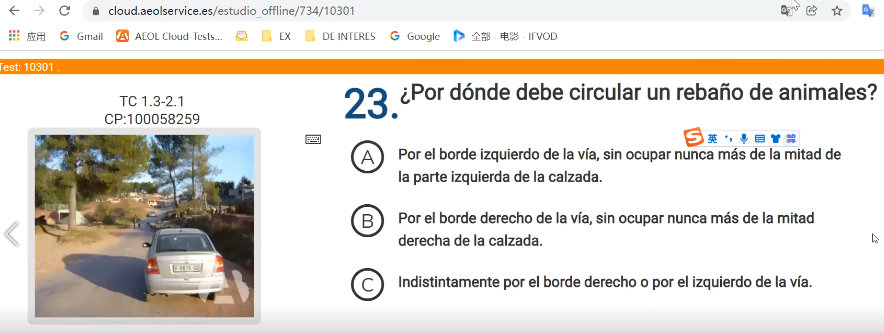 cloud.aeolservice.es/estudio_offline/734/10301
应用 Gmail AEOL Cloud-Tests... EX DE INTERES Google 全部 - 电影 - IFVOD
Test: 10301 .
TC 1.3-2.1
CP:100058259
23. ¿Por dónde debe circular un rebaño de animales?
英
A Por el borde izquierdo de la vía, sin ocupar nunca más de la mitad de
la parte izquierda de la calzada.
B Por el borde derecho de la vía, sin ocupar nunca más de la mitad
derecha de la calzada.
C Indistintamente por el borde derecho o por el izquierdo de la vía.